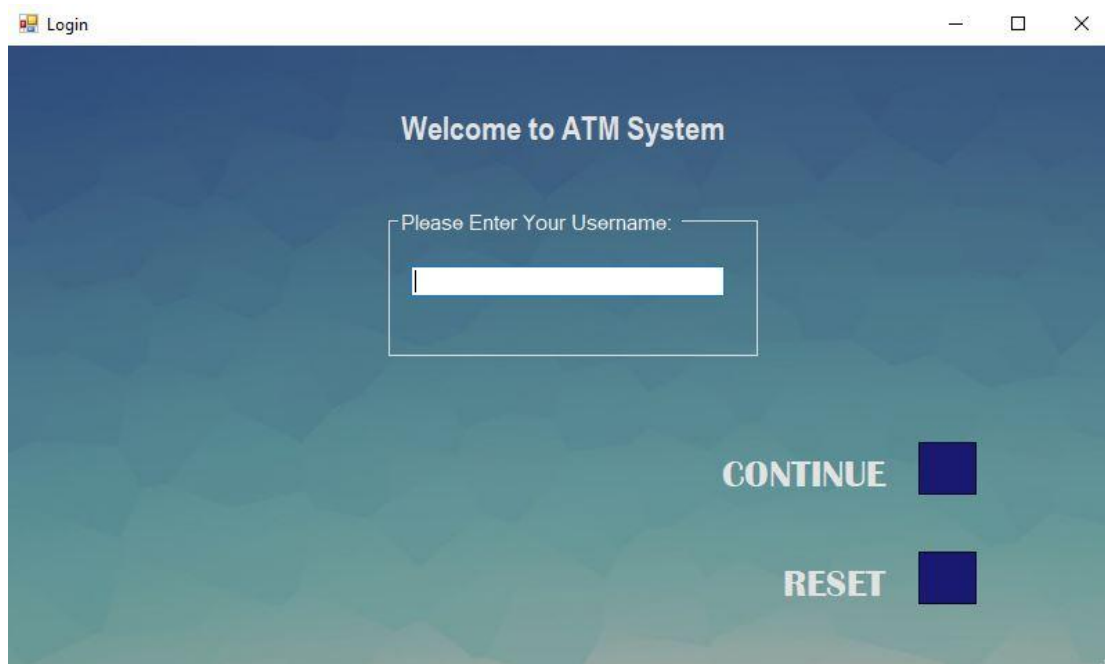 Login
Welcome to ATM System
Please Enter Your Username:
CONTINUE
RESET